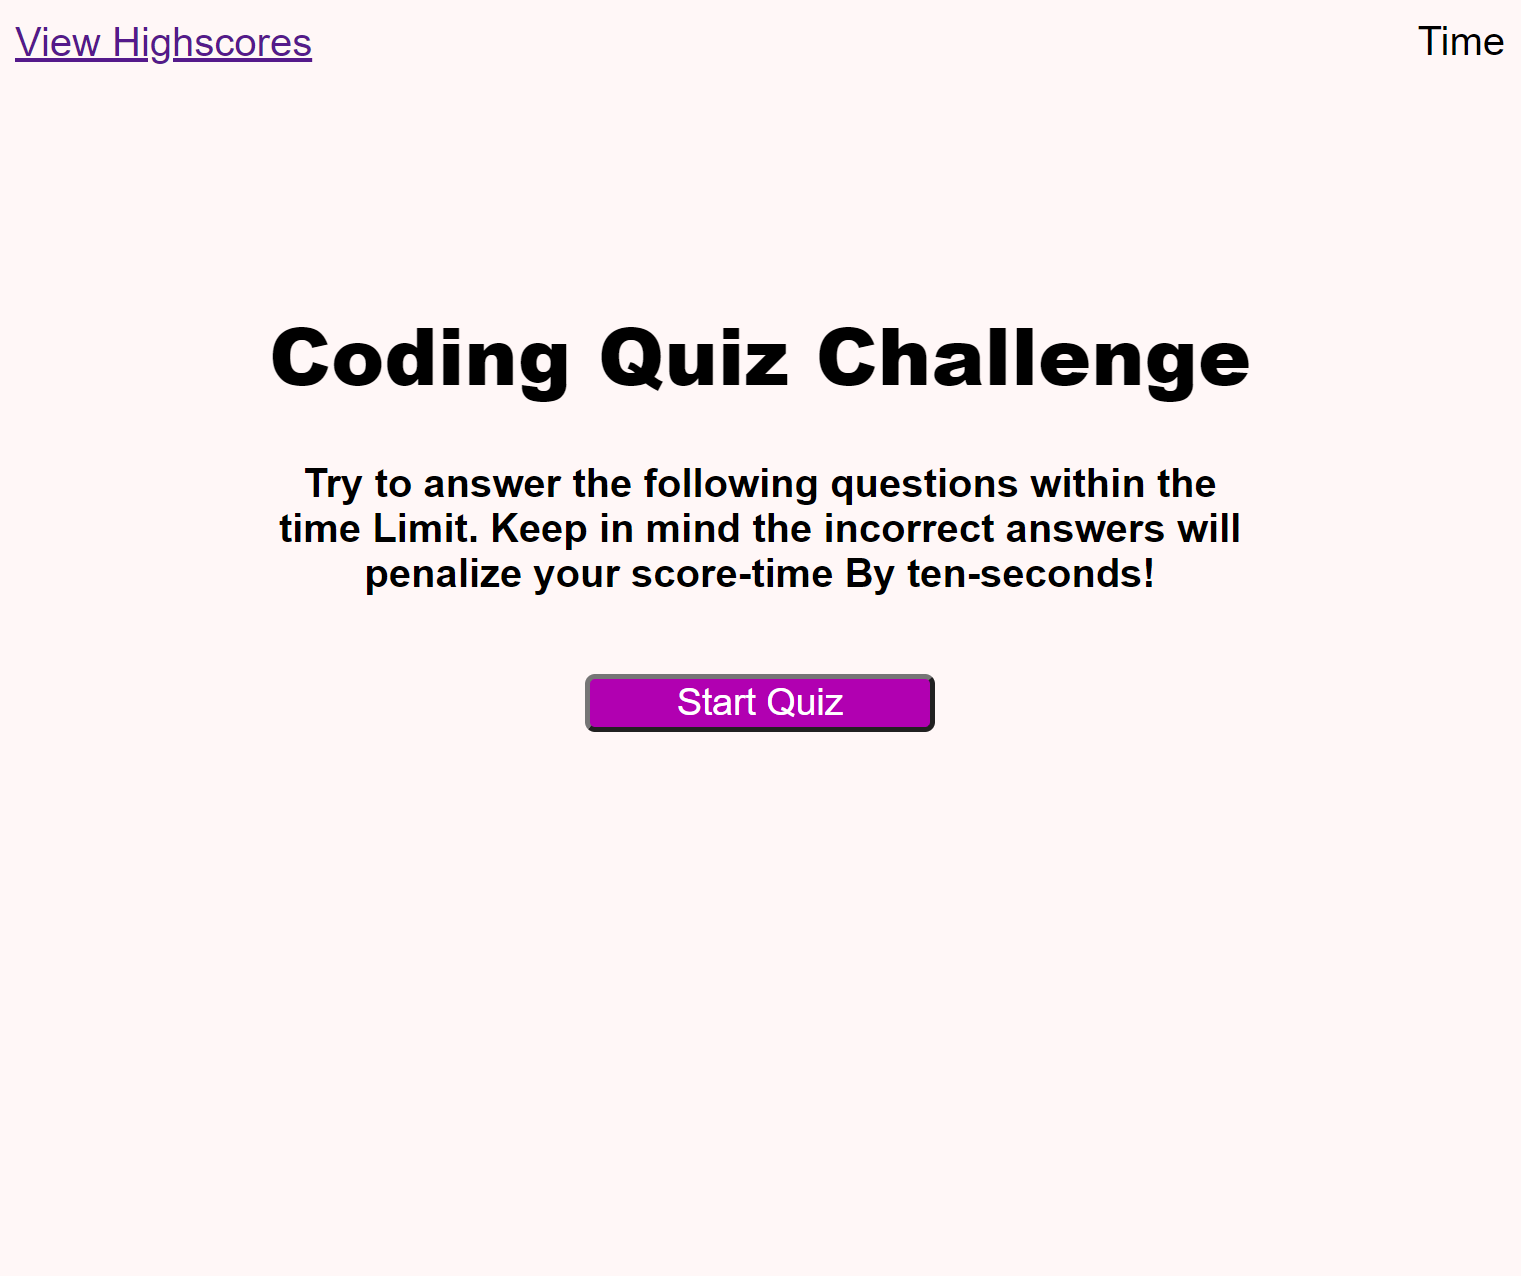 View Highscores
Time
Coding Quiz Challenge
Try to answer the following questions within the
time Limit. Keep in mind the incorrect answers will
penalize your score-time By ten-seconds!
Start Quiz